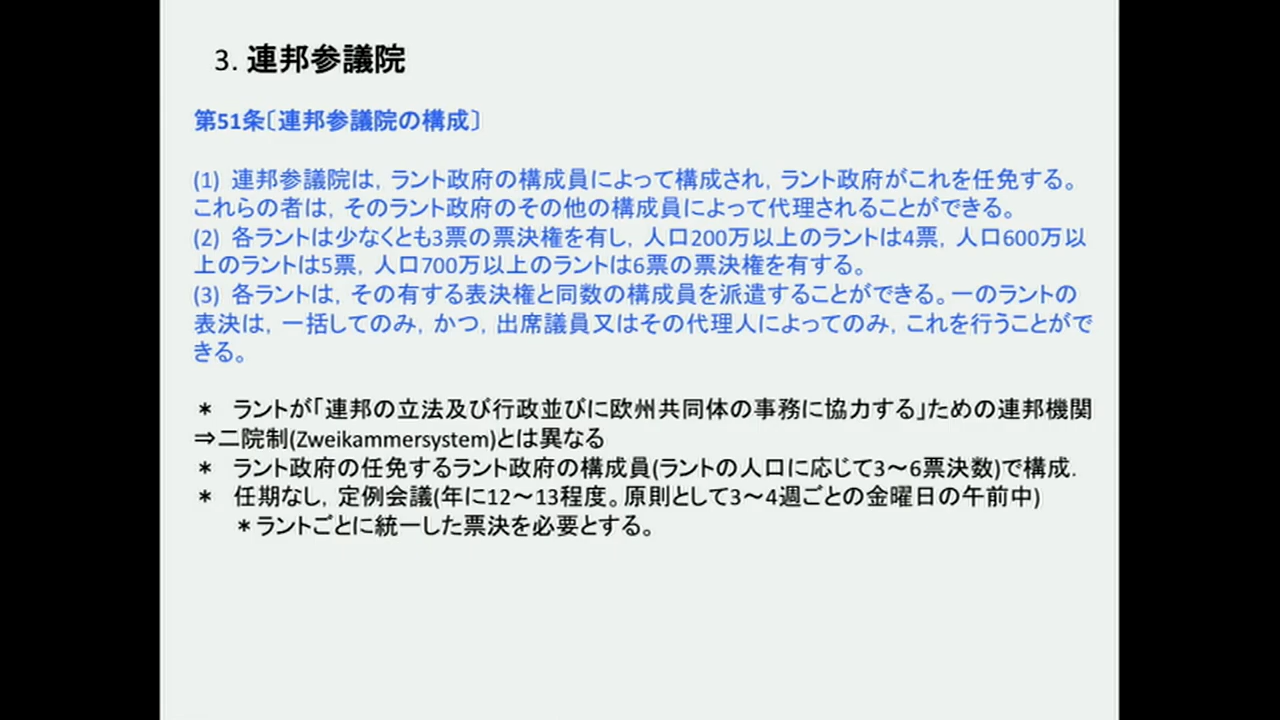 3. 連邦参議院
第51条〔連邦参議院の構成〕
(1) 連邦参議院は，ラント政府の構成員によって構成され，ラント政府がこれを任免する。
これらの者は，そのラント政府のその他の構成員によって代理されることができる。
(2) 各ラントは少なくとも3票の票決権を有し，人口200万以上のラントは4票，人口600万以
上のラントは5票，人口700万以上のラントは6票の票決権を有する。
(3) 各ラントは，その有する表決権と同数の構成員を派遣することができる。一のラントの
表決は，一括してのみ，かつ，出席議員又はその代理人によってのみ，これを行うことがで
きる。
＊ ラントが「連邦の立法及び行政並びに欧州共同体の事務に協力する」ための連邦機関
⇒二院制(Zweikammersystem)とは異なる
＊ ラント政府の任免するラント政府の構成員(ラントの人口に応じて3～6票決数)で構成.
＊ 任期なし，定例会議(年に12～13程度。原則として3～4週ごとの金曜日の午前中)
＊ラントごとに統一した票決を必要とする。